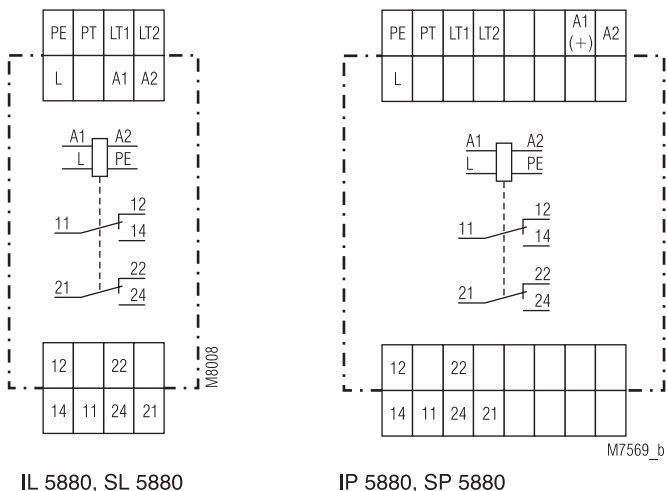 PE PT LT1 LT2
L A1 A2
A1 A2
L PE
12
11
14
22
21
24
12 22
14 11 24 21
M8008
IL 5880, SL 5880
PE PT LT1 LT2 A1 (+) A2
L
A1 A2
L PE
12
11
14
22
21
24
12 22
14 11 24 21
M7569_b
IP 5880, SP 5880